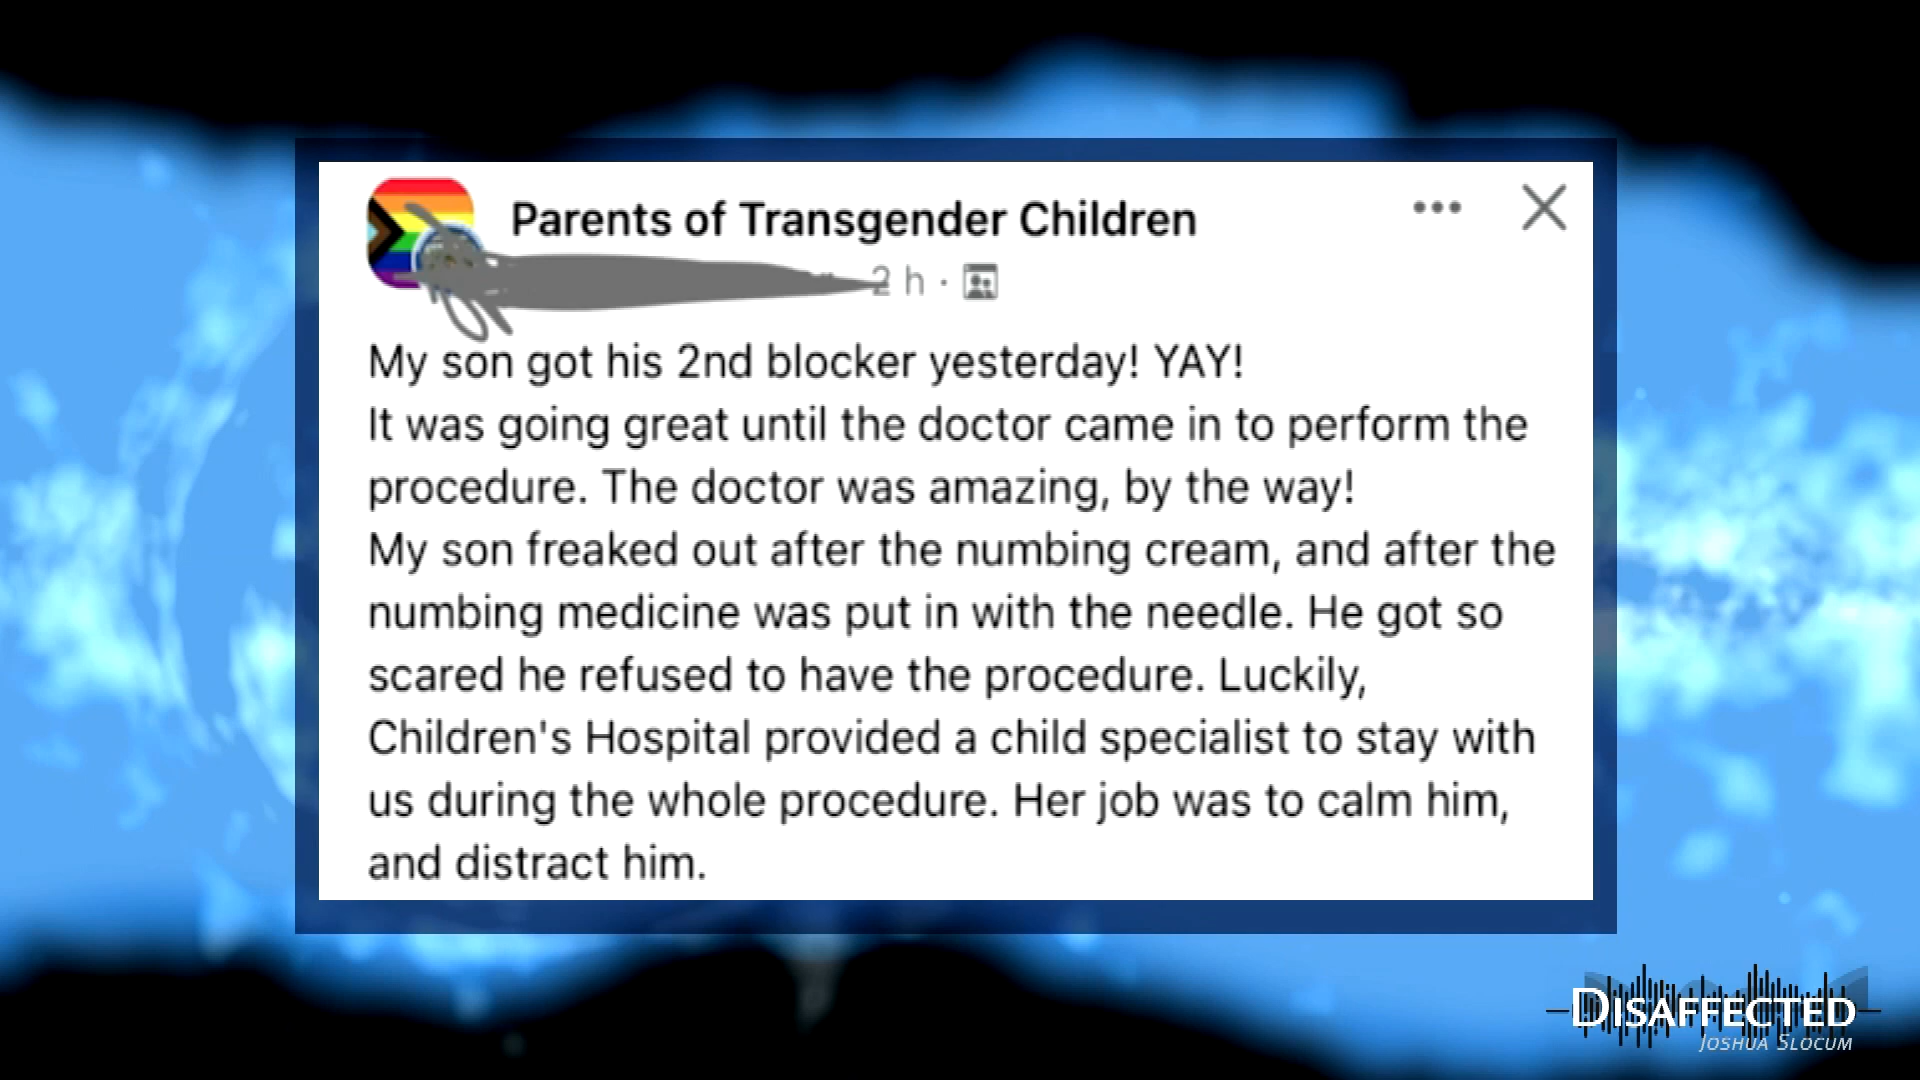 Parents of Transgender Children
2 h ·
My son got his 2nd blocker yesterday! YAY!
It was going great until the doctor came in to perform the
procedure. The doctor was amazing, by the way!
My son freaked out after the numbing cream, and after the
numbing medicine was put in with the needle. He got so
scared he refused to have the procedure. Luckily,
Children's Hospital provided a child specialist to stay with
us during the whole procedure. Her job was to calm him,
and distract him.
DISAFFECTED
JOSHUA SLOCUM